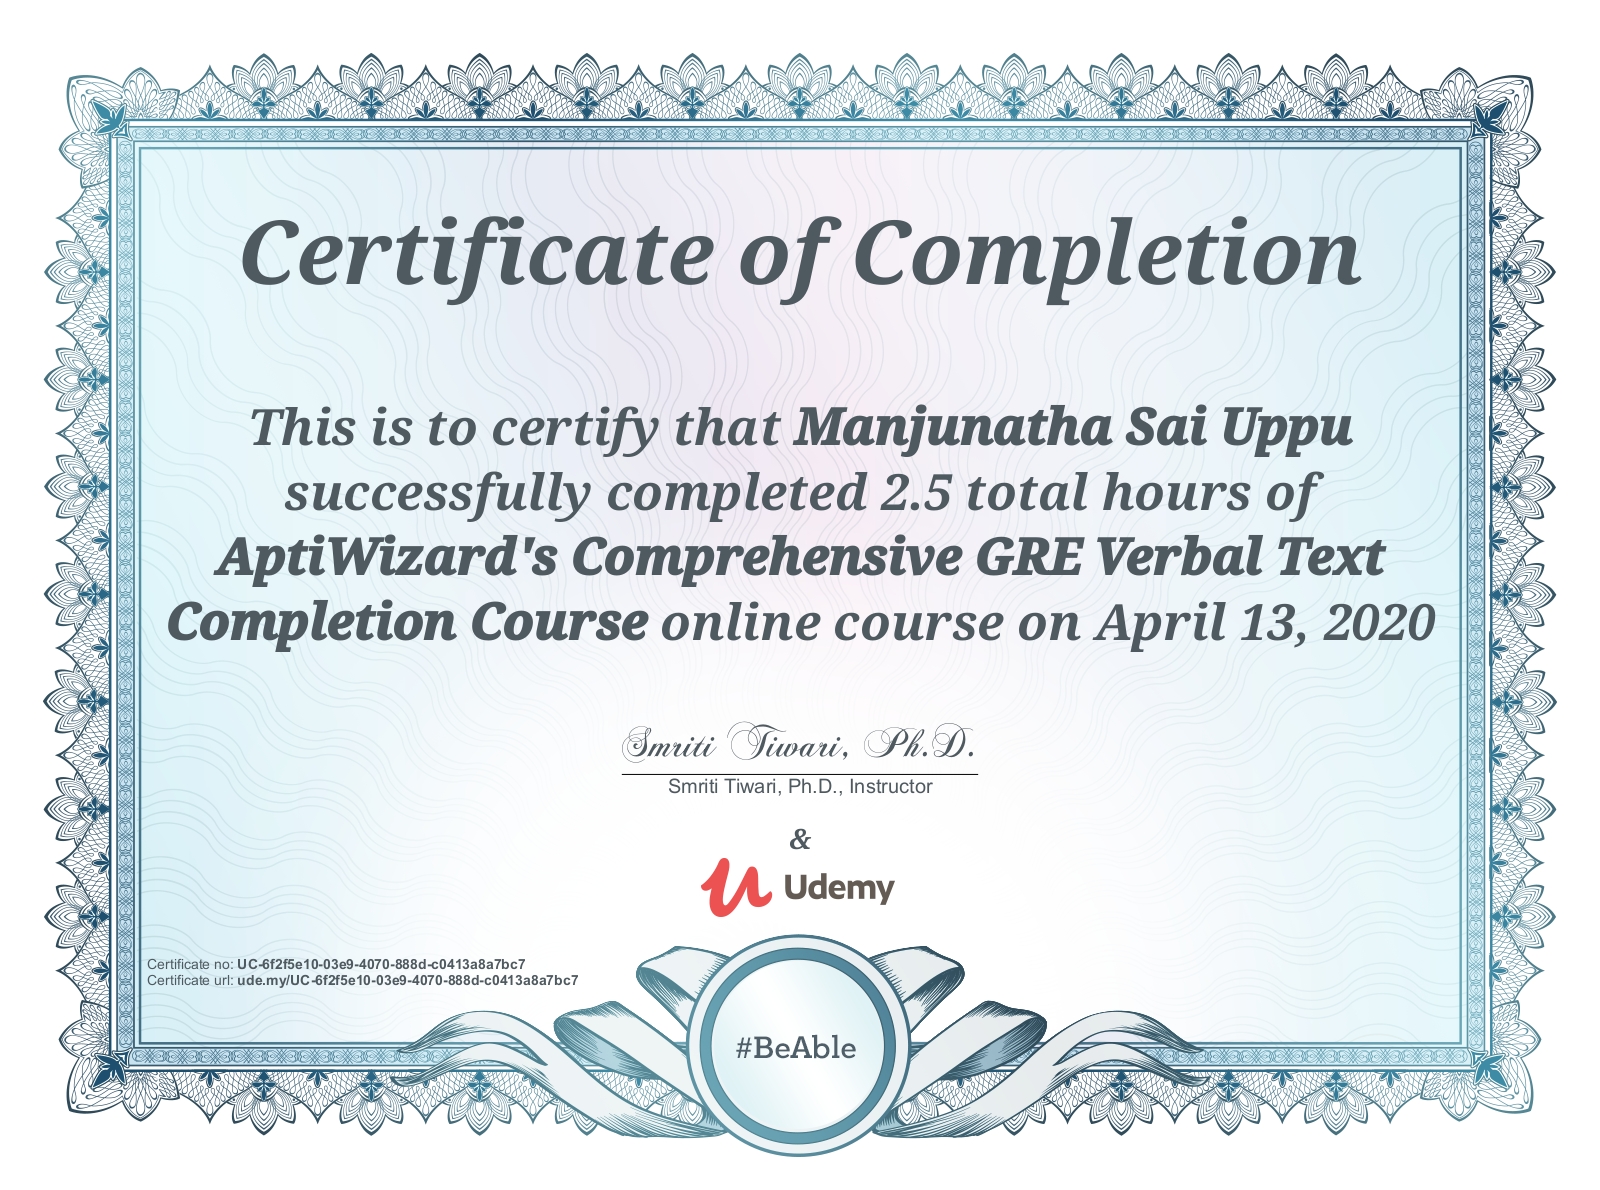 Certificate of Completion
This is to certify that Manjunatha Sai Uppu
successfully completed 2.5 total hours of
AptiWizard's Comprehensive GRE Verbal Text
Completion Course online course on April 13, 2020
Smriti Tiwari, Ph.D.
Smriti Tiwari, Ph.D., Instructor
&
Udemy
Certificate no: UC-6f2f5e10-03e9-4070-888d-c0413a8a7bc7
Certificate url: ude.my/UC-6f2f5e10-03e9-4070-888d-c0413a8a7bc7
#BeAble